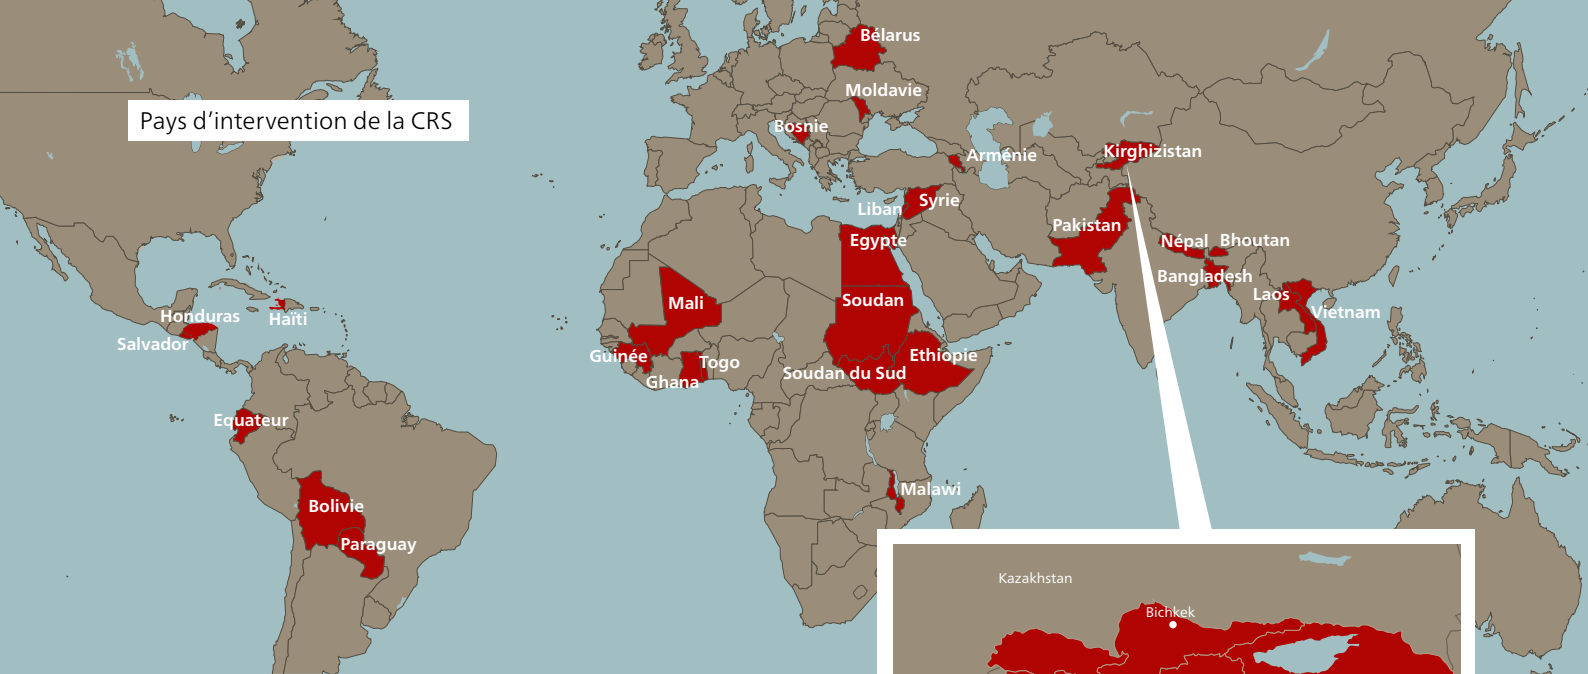 Pays d’intervention de la CRS
Bélarus
Moldavie
Bosnie
Arménie
Kirghizistan
Liban
Syrie
Pakistan
Egypte
Népal
Bhoutan
Bangladesh
Laos
Vietnam
Mali
Soudan
Honduras
Haïti
Salvador
Guinée
Togo
Ghana
Ethiopie
Soudan du Sud
Equateur
Malawi
Bolivie
Paraguay
Kazakhstan
Bichkek